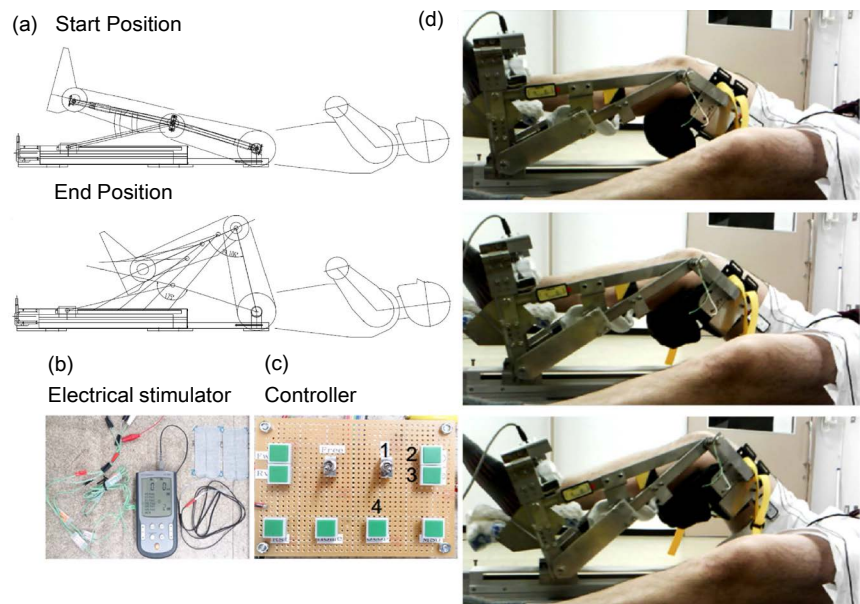 (a) Start Position
End Position
(b)
Electrical stimulator
(c)
Controller
1
2
3
4
(d)